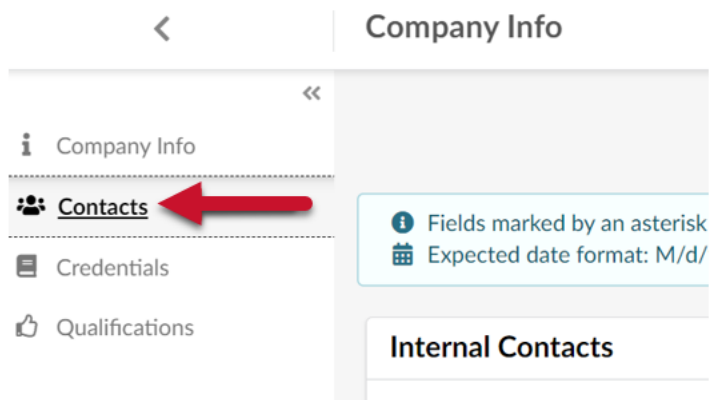 Company Info
Company Info
Contacts
Credentials
Qualifications
Fields marked by an asterisk
Expected date format: M/d/
Internal Contacts